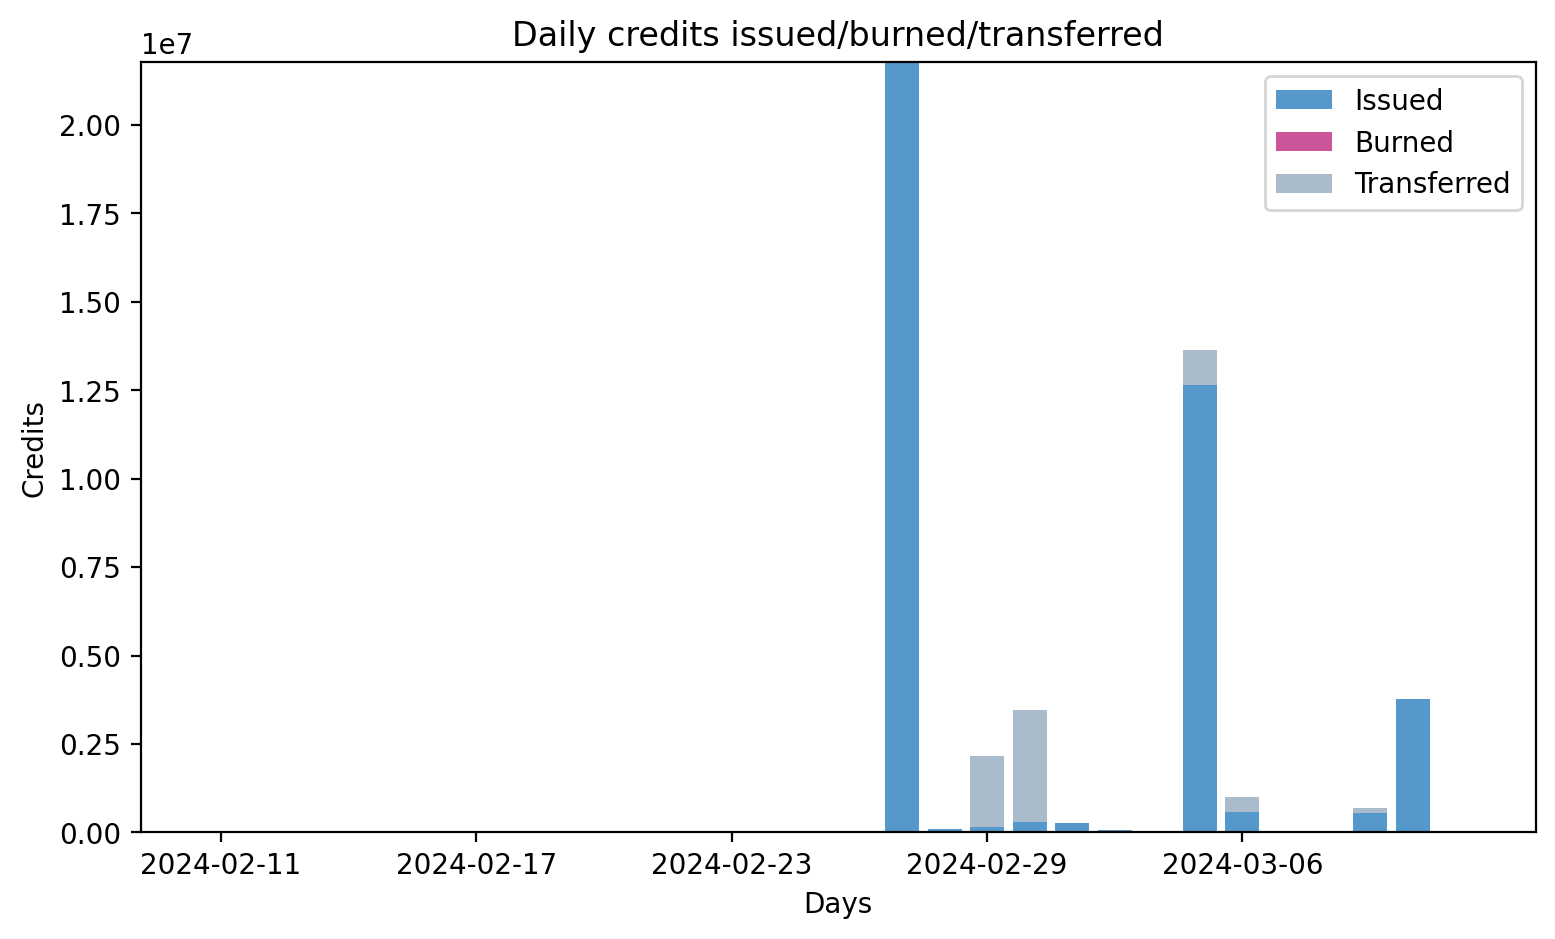 Daily credits issued/burned/transferred
1e7
2.00
1.75
1.50
1.25
1.00
0.75
0.50
0.25
0.00
Credits
Issued
Burned
Transferred
2024-02-11
2024-02-17
2024-02-23
2024-02-29
2024-03-06
Days